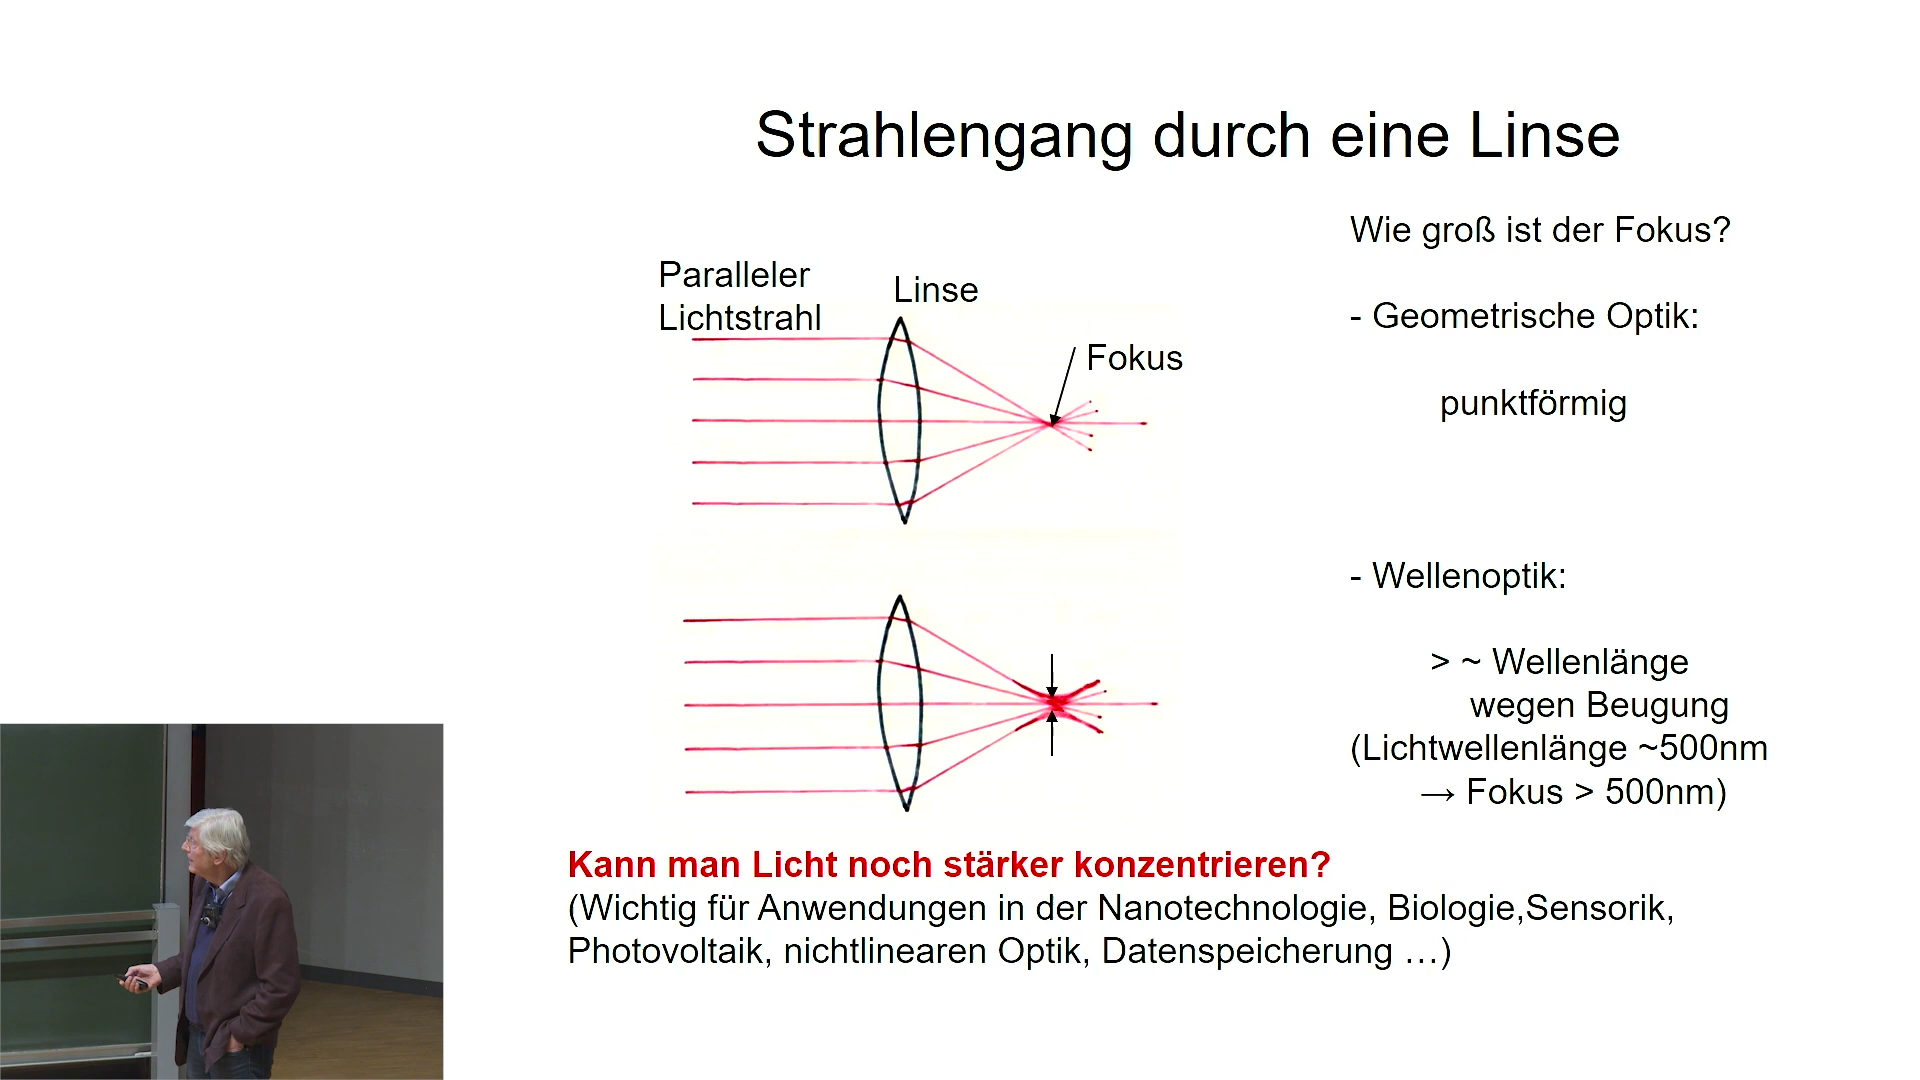 Strahlengang durch eine Linse
Wie groß ist der Fokus?
Paralleler
Lichtstrahl
Linse
- Geometrische Optik:
Fokus
punktförmig
- Wellenoptik:
> ~ Wellenlänge
wegen Beugung
(Lichtwellenlänge ~500nm
→ Fokus > 500nm)
Kann man Licht noch stärker konzentrieren?
(Wichtig für Anwendungen in der Nanotechnologie, Biologie,Sensorik,
Photovoltaik, nichtlinearen Optik, Datenspeicherung …)